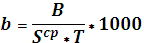 b = B / (S^cp * T) * 1000